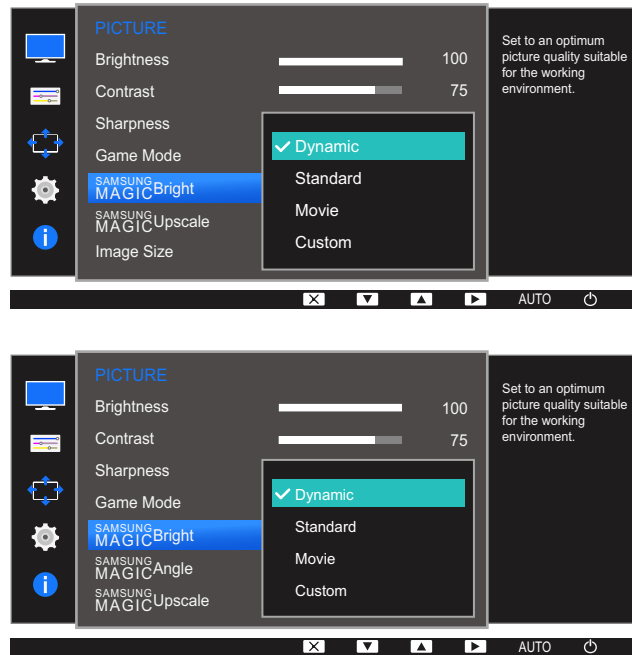 PICTURE
Brightness 100
Contrast 75
Sharpness
Game Mode
SAMSUNG
MAGICBright
SAMSUNG
MAGICUpscale
Image Size
Dynamic
Standard
Movie
Custom
Set to an optimum
picture quality suitable
for the working
environment.
AUTO
PICTURE
Brightness 100
Contrast 75
Sharpness
Game Mode
SAMSUNG
MAGICBright
SAMSUNG
MAGICAngle
SAMSUNG
MAGICUpscale
Dynamic
Standard
Movie
Custom
Set to an optimum
picture quality suitable
for the working
environment.
AUTO